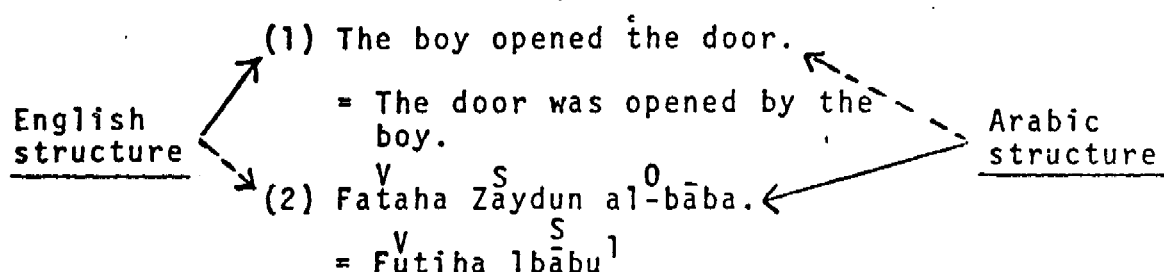 (1) The boy opened the door.
= The door was opened by the
boy.
English
structure
Arabic
structure
V S O
(2) Fataha Zaydun al-bāba.
V S
= Futiha lbābu¹